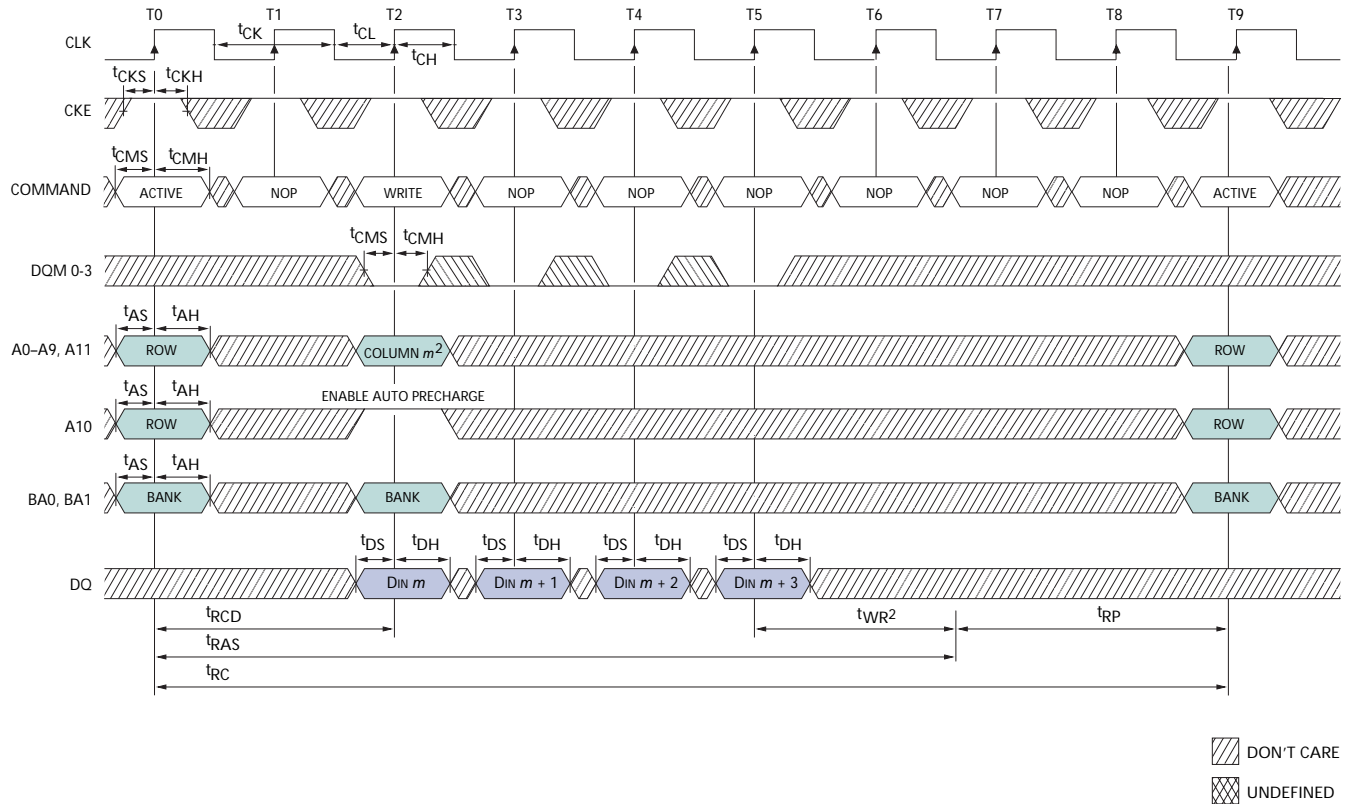 T0 T1 T2 T3 T4 T5 T6 T7 T8 T9
CLK tCK tCL tCH
tCKS tCKH
CKE
tCMS tCMH
COMMAND ACTIVE NOP WRITE NOP NOP NOP NOP NOP NOP ACTIVE
tCMS tCMH
DQM 0-3
tAS tAH
A0–A9, A11 ROW COLUMN m2 ROW
tAS tAH ENABLE AUTO PRECHARGE
A10 ROW ROW
tAS tAH
BA0, BA1 BANK BANK BANK
tDS tDH tDS tDH tDS tDH tDS tDH
DQ DIN m DIN m + 1 DIN m + 2 DIN m + 3
tRCD tWR2 tRP
tRAS
tRC
DON'T CARE
UNDEFINED